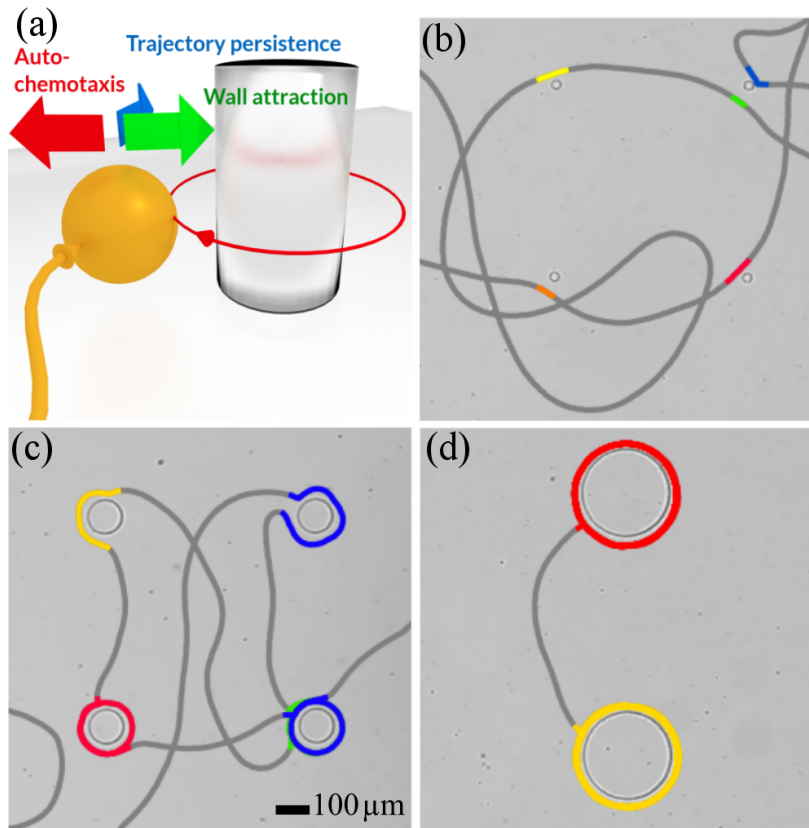 (a)
Trajectory persistence
Auto-
chemotaxis
Wall attraction
(b)
(c)
100 µm
(d)